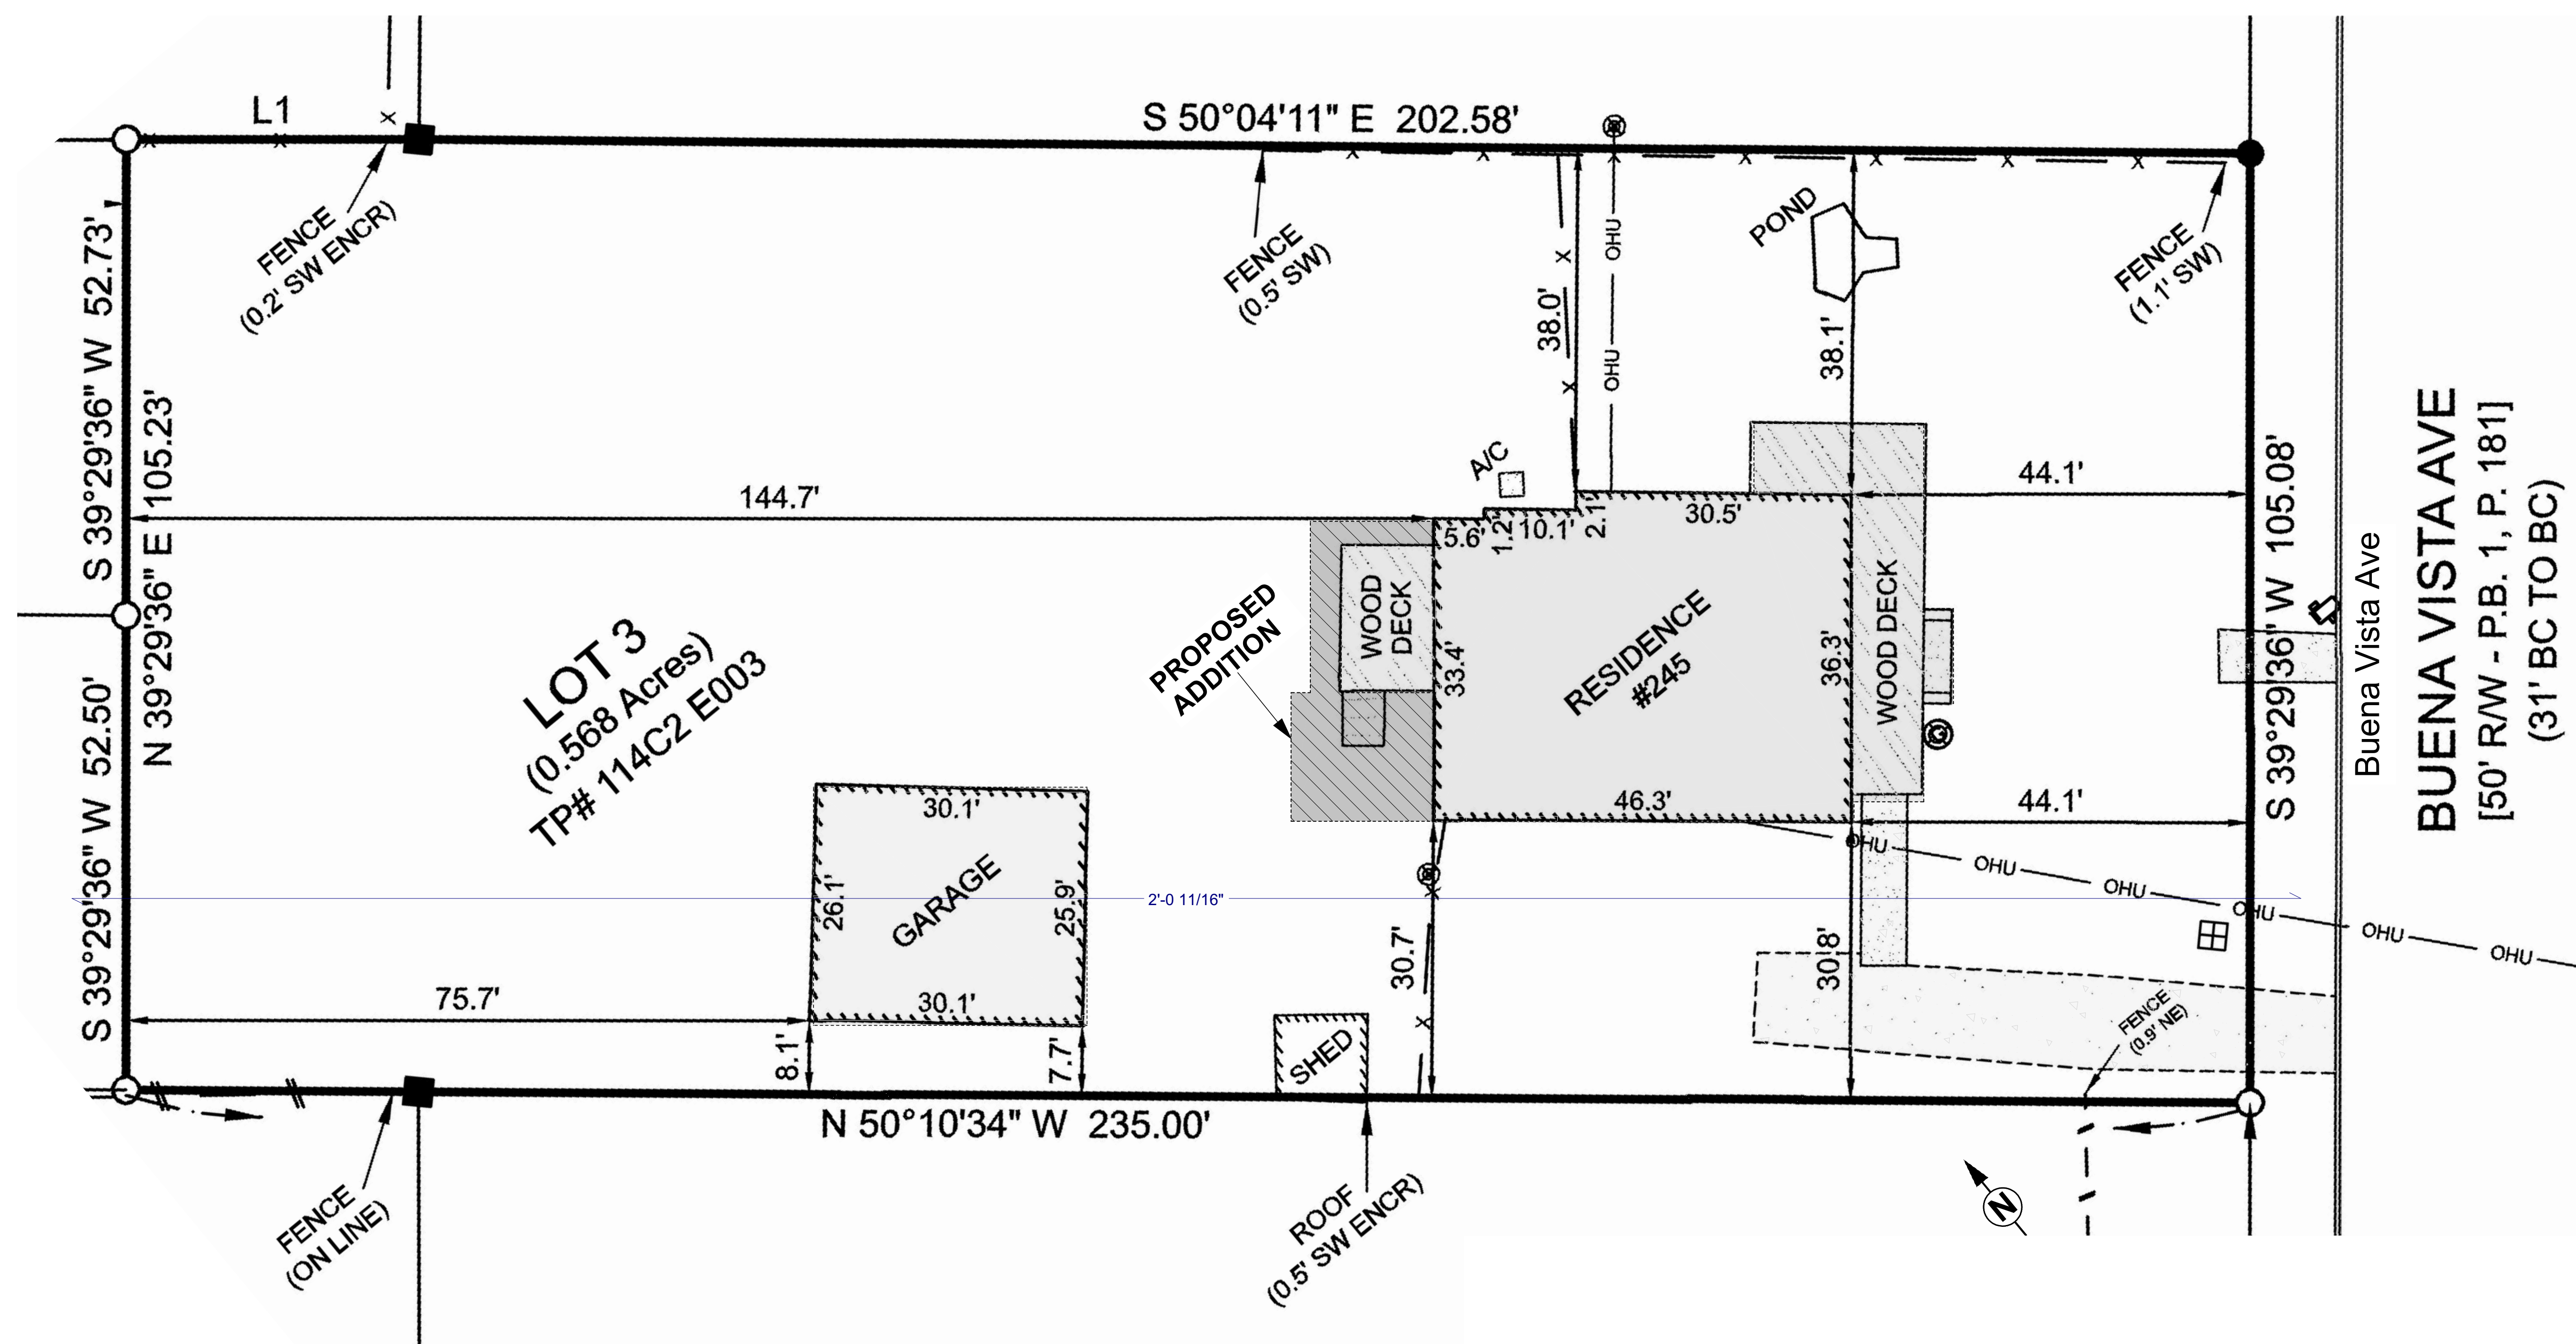 L1
S 50°04'11" E 202.58'
FENCE
(0.2' SW ENCR)
FENCE
(0.5' SW)
POND
FENCE
(1.1' SW)
S 39°29'36" W 52.73'
N 39°29'36" E 105.23'
S 39°29'36" W 52.50'
38.0'
OHU
OHU
38.1'
A/C
144.7'
44.1'
5.6'
1.2'
10.1'
2.1'
30.5'
WOOD
DECK
PROPOSED
ADDITION
33.4'
RESIDENCE
#245
36.3'
WOOD DECK
46.3'
44.1'
S 39°29'36" W 105.08'
Buena Vista Ave
BUENA VISTA AVE
[50' R/W - P.B. 1, P. 181]
(31' BC TO BC)
LOT 3
(0.568 Acres)
TP# 114C2 E003
30.1'
26.1'
GARAGE
25.9'
30.1'
2'-0 11/16"
OHU
OHU
OHU
OHU
OHU
OHU
75.7'
8.1'
7.7'
SHED
30.7'
30.8'
FENCE
(0.9' NE)
N 50°10'34" W 235.00'
FENCE
(ON LINE)
ROOF
(0.5' SW ENCR)
N